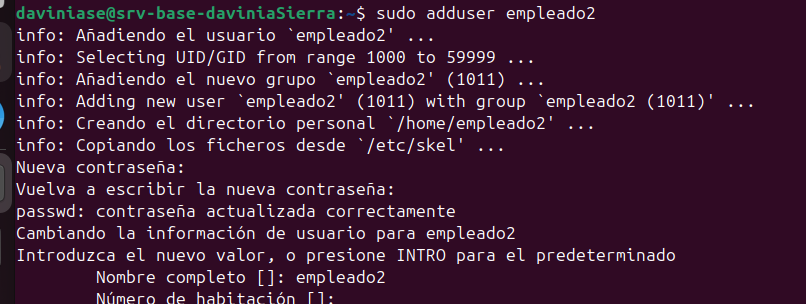 daviniase@srv-base-daviniaSierra:~$ sudo adduser empleado2
info: Añadiendo el usuario `empleado2' ...
info: Selecting UID/GID from range 1000 to 59999 ...
info: Añadiendo el nuevo grupo `empleado2' (1011) ...
info: Adding new user `empleado2' (1011) with group `empleado2 (1011)' ...
info: Creando el directorio personal `/home/empleado2' ...
info: Copiando los ficheros desde `/etc/skel' ...
Nueva contraseña:
Vuelva a escribir la nueva contraseña:
passwd: contraseña actualizada correctamente
Cambiando la información de usuario para empleado2
Introduzca el nuevo valor, o presione INTRO para el predeterminado
Nombre completo []: empleado2
Número de habitación []: